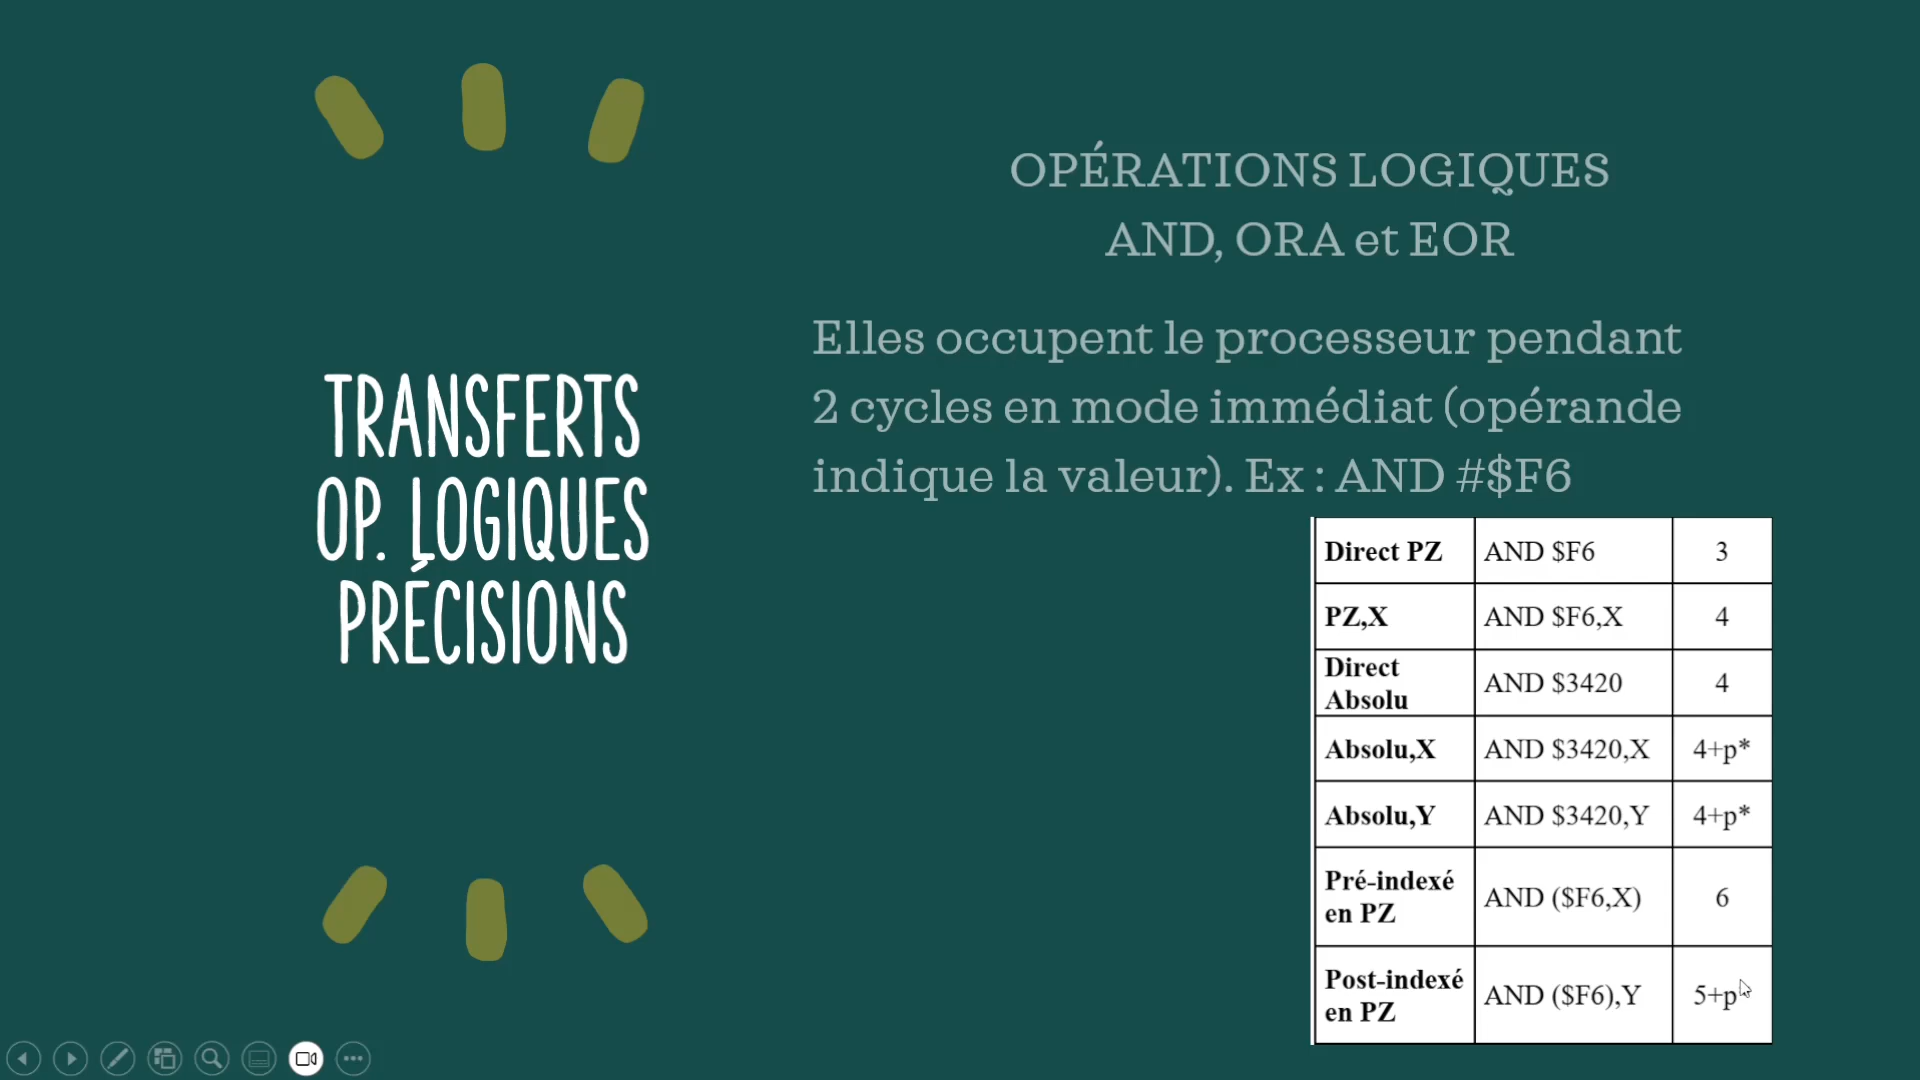 TRANSFERTS
OP. LOGIQUES
PRÉCISIONS
OPÉRATIONS LOGIQUES
AND, ORA et EOR
Elles occupent le processeur pendant
2 cycles en mode immédiat (opérande
indique la valeur). Ex : AND #$F6
Direct PZ AND $F6 3
PZ,X AND $F6,X 4
Direct
Absolu AND $3420 4
Absolu,X AND $3420,X 4+p*
Absolu,Y AND $3420,Y 4+p*
Pré-indexé
en PZ AND ($F6,X) 6
Post-indexé
en PZ AND ($F6),Y 5+p